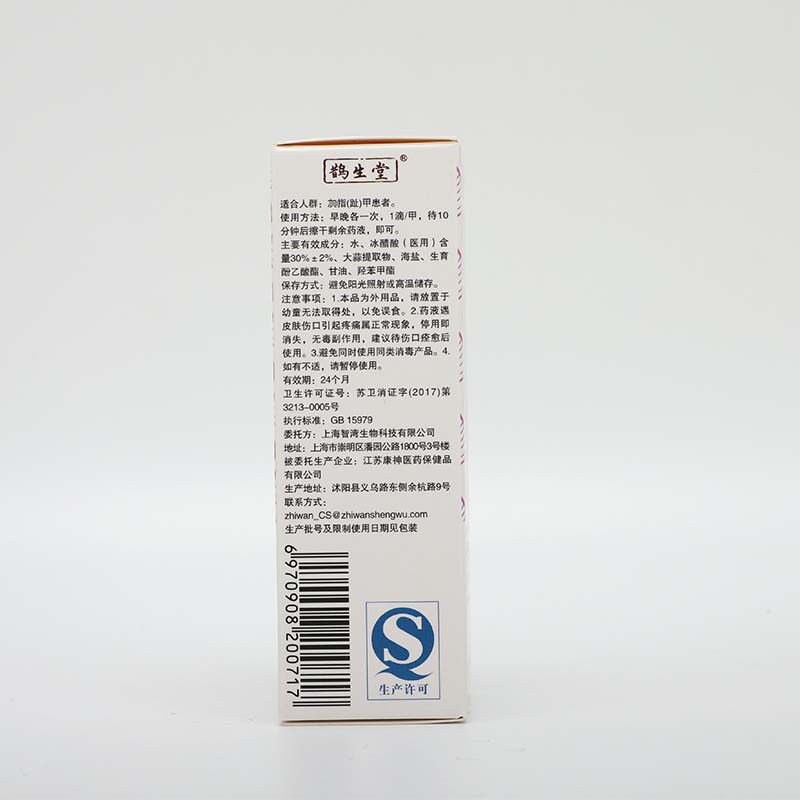 鹊生堂®
适合人群：加指(趾)甲患者。
使用方法：早晚各一次，1滴/甲，待10
分钟后擦干剩余药液，即可。
主要有效成分：水、冰醋酸（医用）含
量30%±2%、大蒜提取物、海盐、生育
酚乙酸酯、甘油、羟苯甲酯
保存方式：避免阳光照射或高温储存。
注意事项：1.本品为外用品，请放置于
幼童无法取得处，以免误食。2.药液遇
皮肤伤口引起疼痛属正常现象，停用即
消失，无毒副作用，建议待伤口痊愈后
使用。3.避免同时使用同类消毒产品。4.
如有不适，请暂停使用。
有效期：24个月
卫生许可证号：苏卫消证字(2017)第
3213-0005号
执行标准：GB 15979
委托方：上海智湾生物科技有限公司
地址：上海市崇明区潘园公路1800号3号楼
被委托生产企业：江苏康神医药保健品
有限公司
生产地址：沭阳县义乌路东侧余杭路9号
联系方式：
zhiwan_CS@zhiwanshengwu.com
生产批号及限制使用日期见包装
6970908200717
生产许可